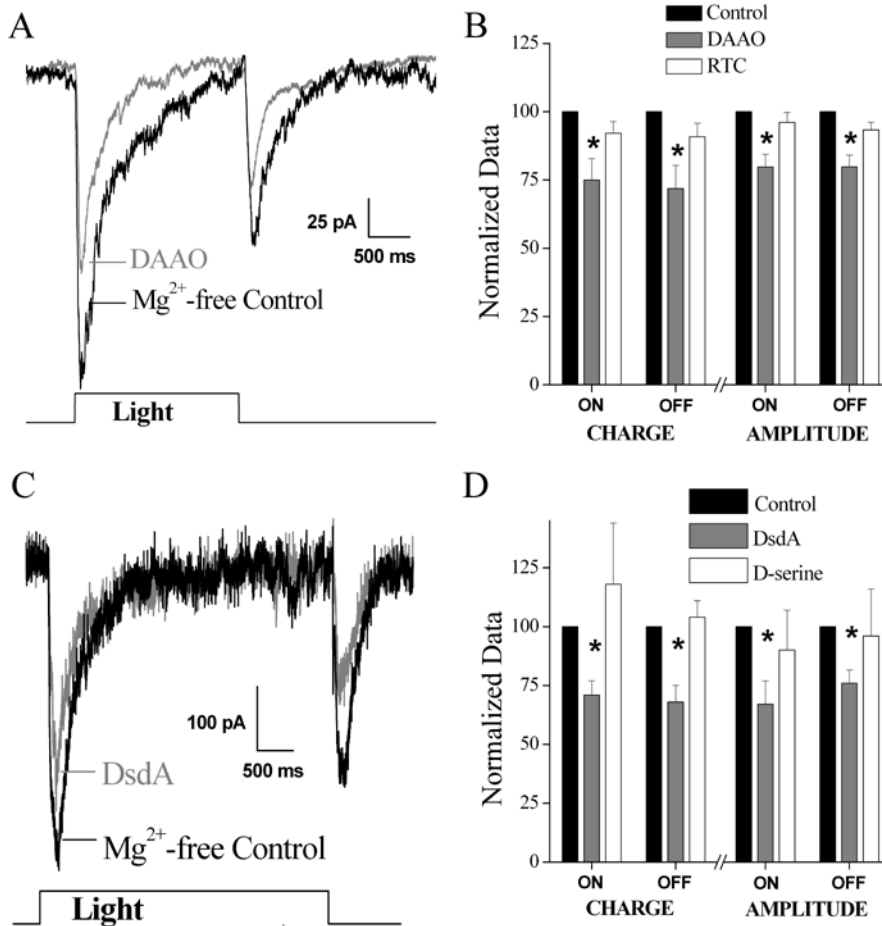 A
25 pA
500 ms
DAAO
Mg²⁺-free Control
Light
B
Control
DAAO
RTC
Normalized Data
125
100
75
50
25
0
*
*
*
*
ON
OFF
ON
OFF
CHARGE
AMPLITUDE
C
100 pA
500 ms
DsdA
Mg²⁺-free Control
Light
D
Control
DsdA
D-serine
Normalized Data
125
100
75
50
25
0
*
*
*
*
ON
OFF
ON
OFF
CHARGE
AMPLITUDE